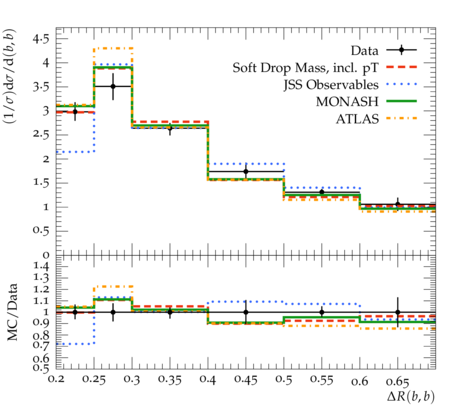 (1/σ)dσ/d(b,b)
4.5
4
3.5
3
2.5
2
1.5
1
0.5
0
Data
Soft Drop Mass, incl. pT
JSS Observables
MONASH
ATLAS
MC/Data
1.4
1.3
1.2
1.1
1.0
0.9
0.8
0.7
0.6
0.5
0.2 0.25 0.3 0.35 0.4 0.45 0.5 0.55 0.6 0.65
ΔR(b,b)